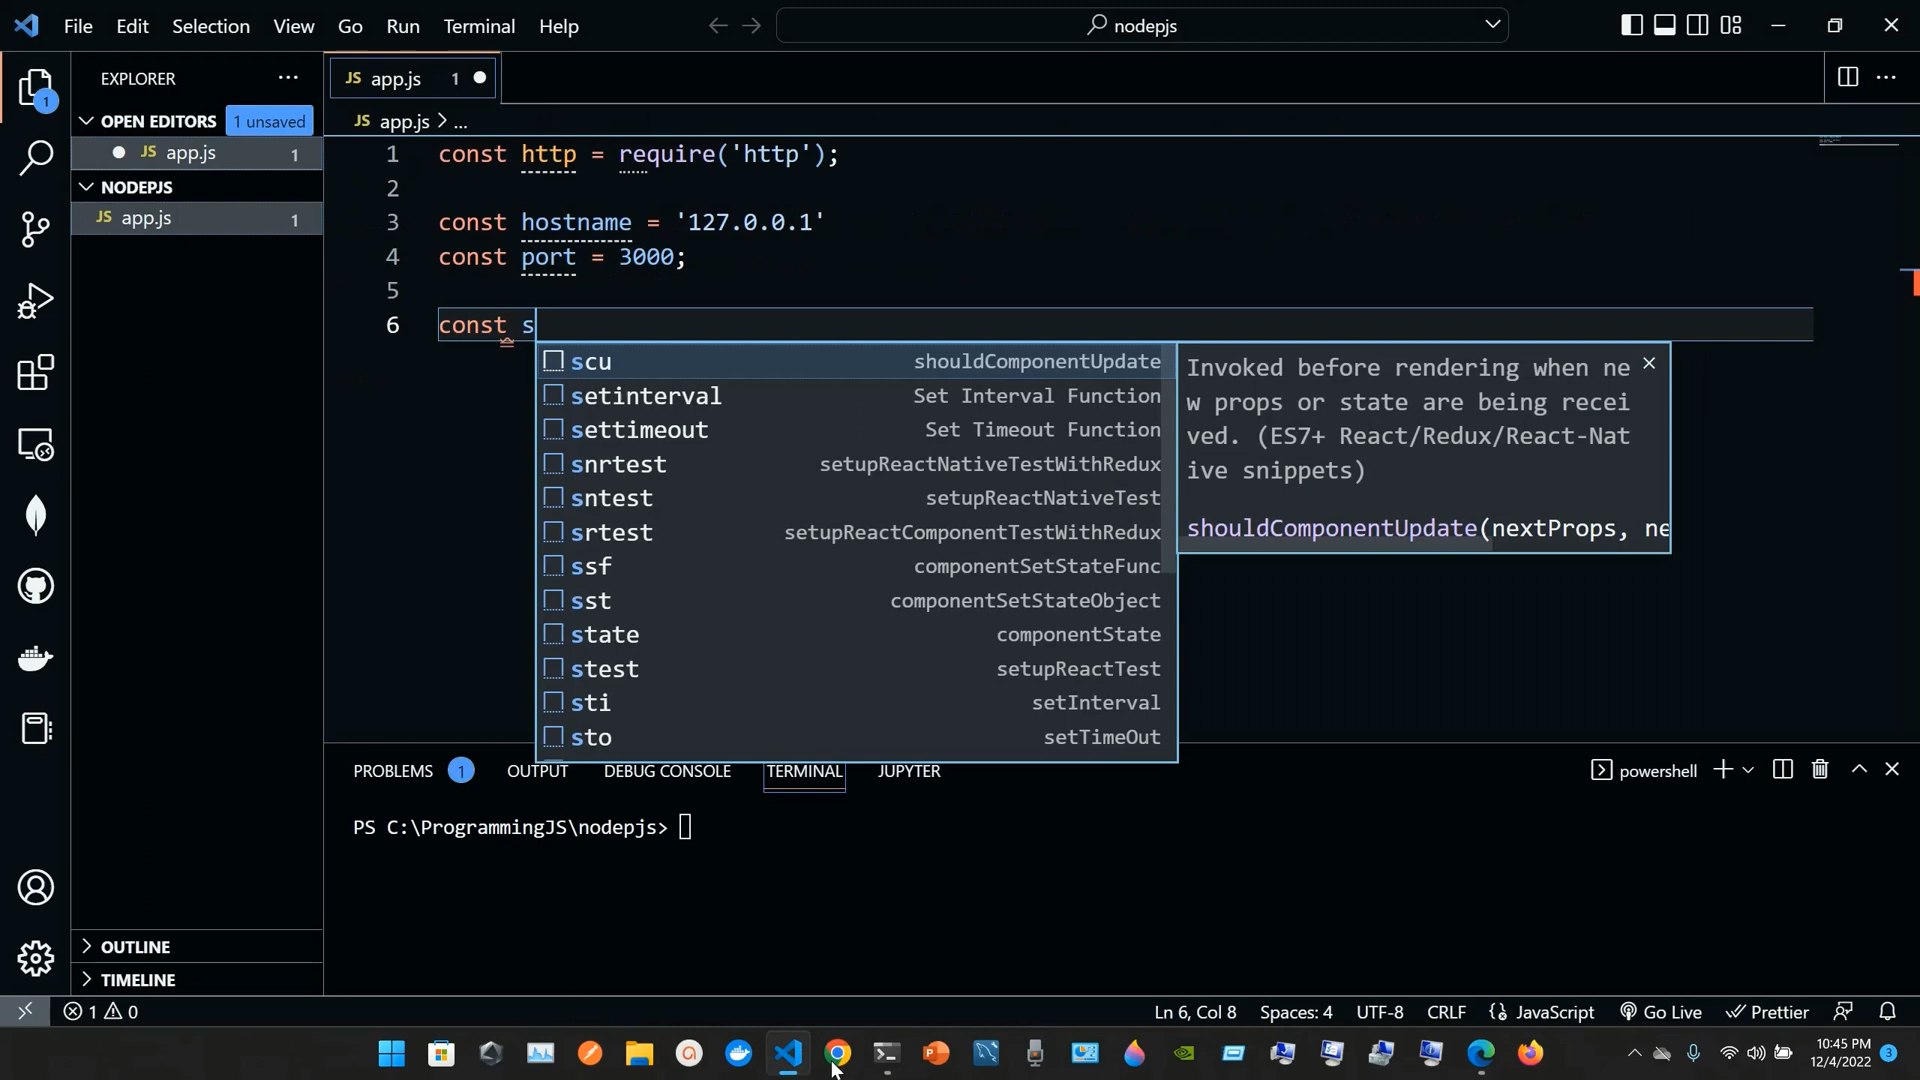 File Edit Selection View Go Run Terminal Help
nodepjs
EXPLORER
OPEN EDITORS 1 unsaved
JS app.js 1
NODEPJS
JS app.js 1
OUTLINE
TIMELINE
JS app.js 1
JS app.js > ...
1 const http = require('http');
2
3 const hostname = '127.0.0.1'
4 const port = 3000;
5
6 const s
scu shouldComponentUpdate
setinterval Set Interval Function
settimeout Set Timeout Function
snrtest setupReactNativeTestWithRedux
sntest setupReactNativeTest
srtest setupReactComponentTestWithRedux
ssf componentSetStateFunc
sst componentSetStateObject
state componentState
stest setupReactTest
sti setInterval
sto setTimeOut
Invoked before rendering when ne
w props or state are being recei
ved. (ES7+ React/Redux/React-Nat
ive snippets)
shouldComponentUpdate(nextProps, ne
PROBLEMS 1 OUTPUT DEBUG CONSOLE TERMINAL JUPYTER
powershell
PS C:\ProgrammingJS\nodepjs>
1 0
Ln 6, Col 8 Spaces: 4 UTF-8 CRLF JavaScript Go Live Prettier
10:45 PM
12/4/2022
3
1